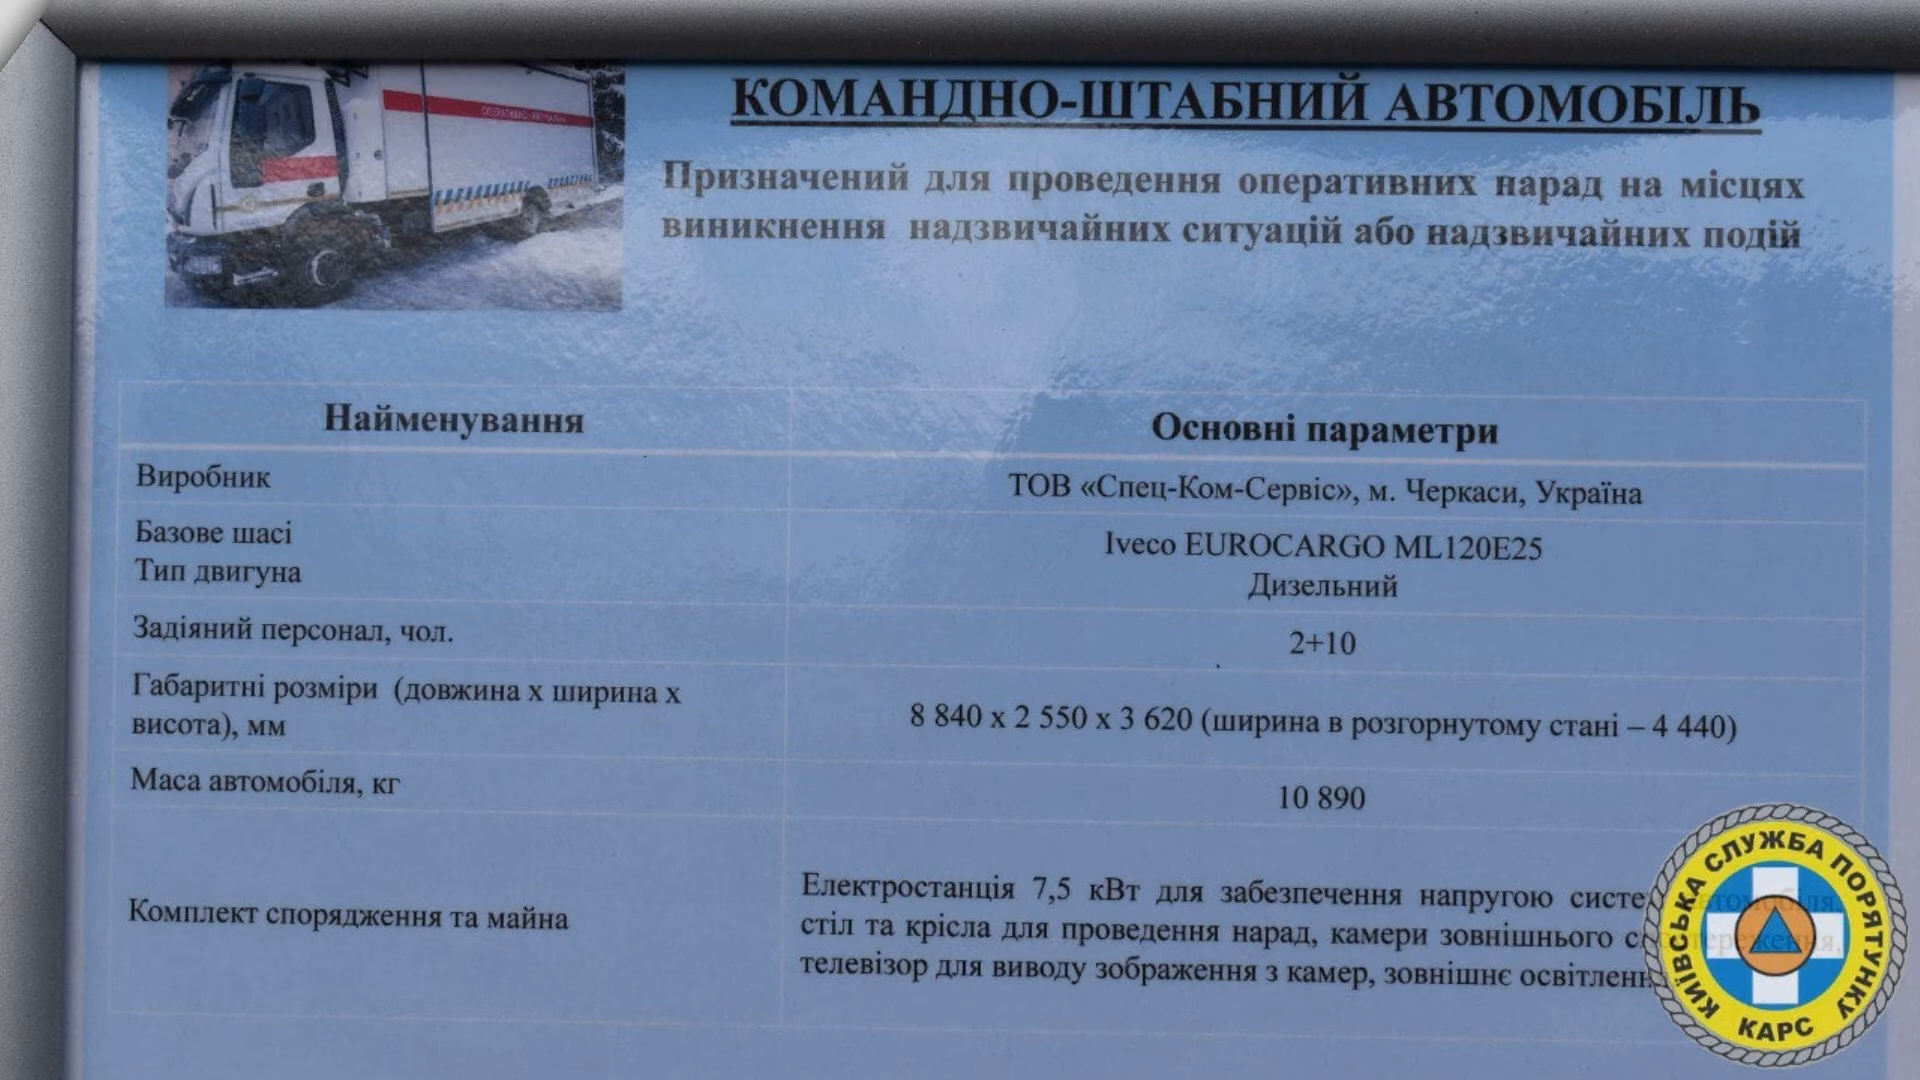 КОМАНДНО-ШТАБНИЙ АВТОМОБІЛЬ
Призначений для проведення оперативних нарад на місцях
виникнення надзвичайних ситуацій або надзвичайних подій
Найменування
Основні параметри
Виробник
ТОВ «Спец-Ком-Сервіс», м. Черкаси, Україна
Базове шасі
Iveco EUROCARGO ML120E25
Тип двигуна
Дизельний
Задіяний персонал, чол.
2+10
Габаритні розміри (довжина х ширина х
висота), мм
8 840 х 2 550 х 3 620 (ширина в розгорнутому стані – 4 440)
Маса автомобіля, кг
10 890
Комплект спорядження та майна
Електростанція 7,5 кВт для забезпечення напругою систе автомобіля,
стіл та крісла для проведення нарад, камери зовнішнього спостереження,
телевізор для виводу зображення з камер, зовнішнє освітленн
КИЇВСЬКА СЛУЖБА ПОРЯТУНКУ
КАРС